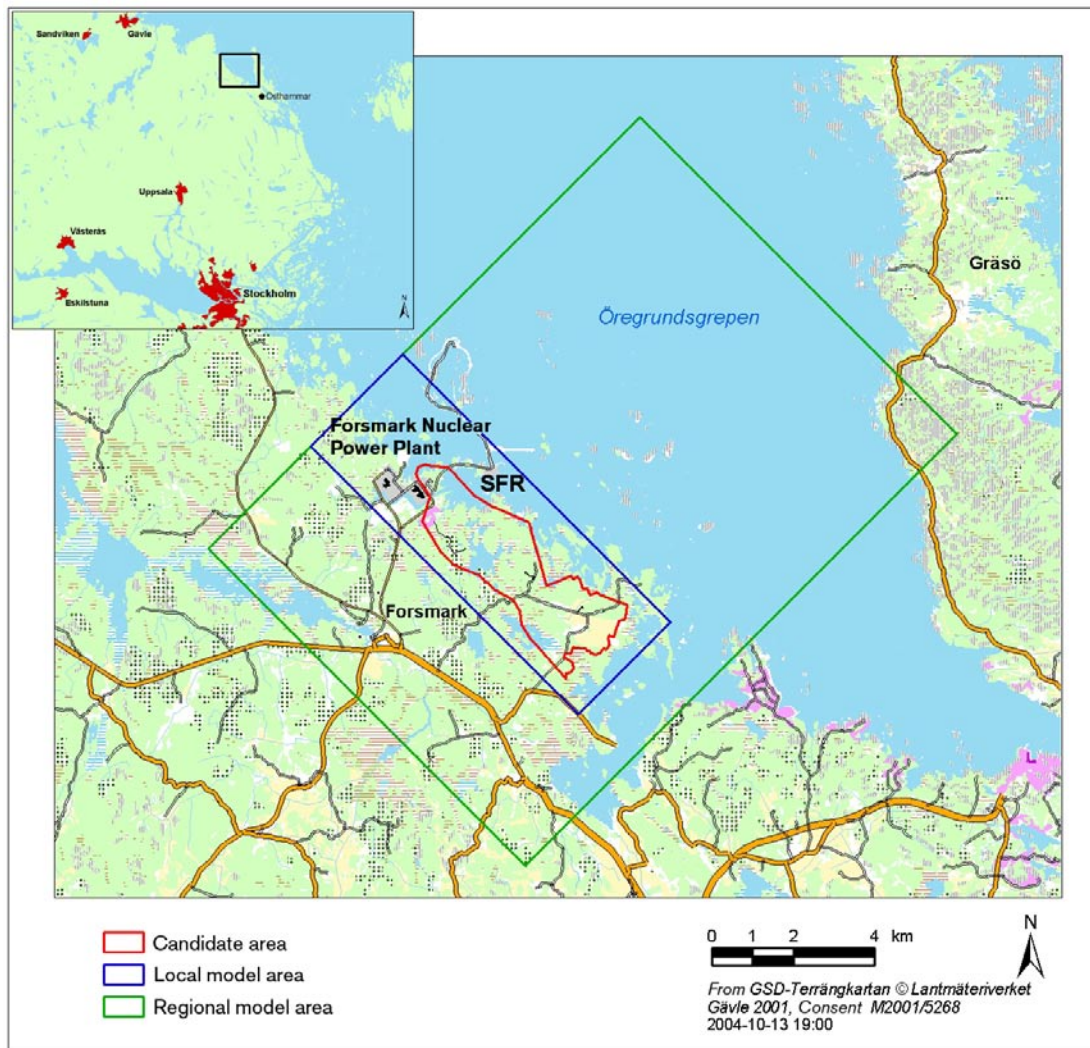 Sandviken
Gävle
Östhammar
Uppsala
Västerås
Stockholm
Eskilstuna
N
Gräsö
Öregrundsgrepen
Forsmark Nuclear
Power Plant
SFR
Forsmark
L
Candidate area
Local model area
Regional model area
0 1 2 4 km
N
From GSD-Terrängkartan © Lantmäteriverket
Gävle 2001, Consent M2001/5268
2004-10-13 19:00